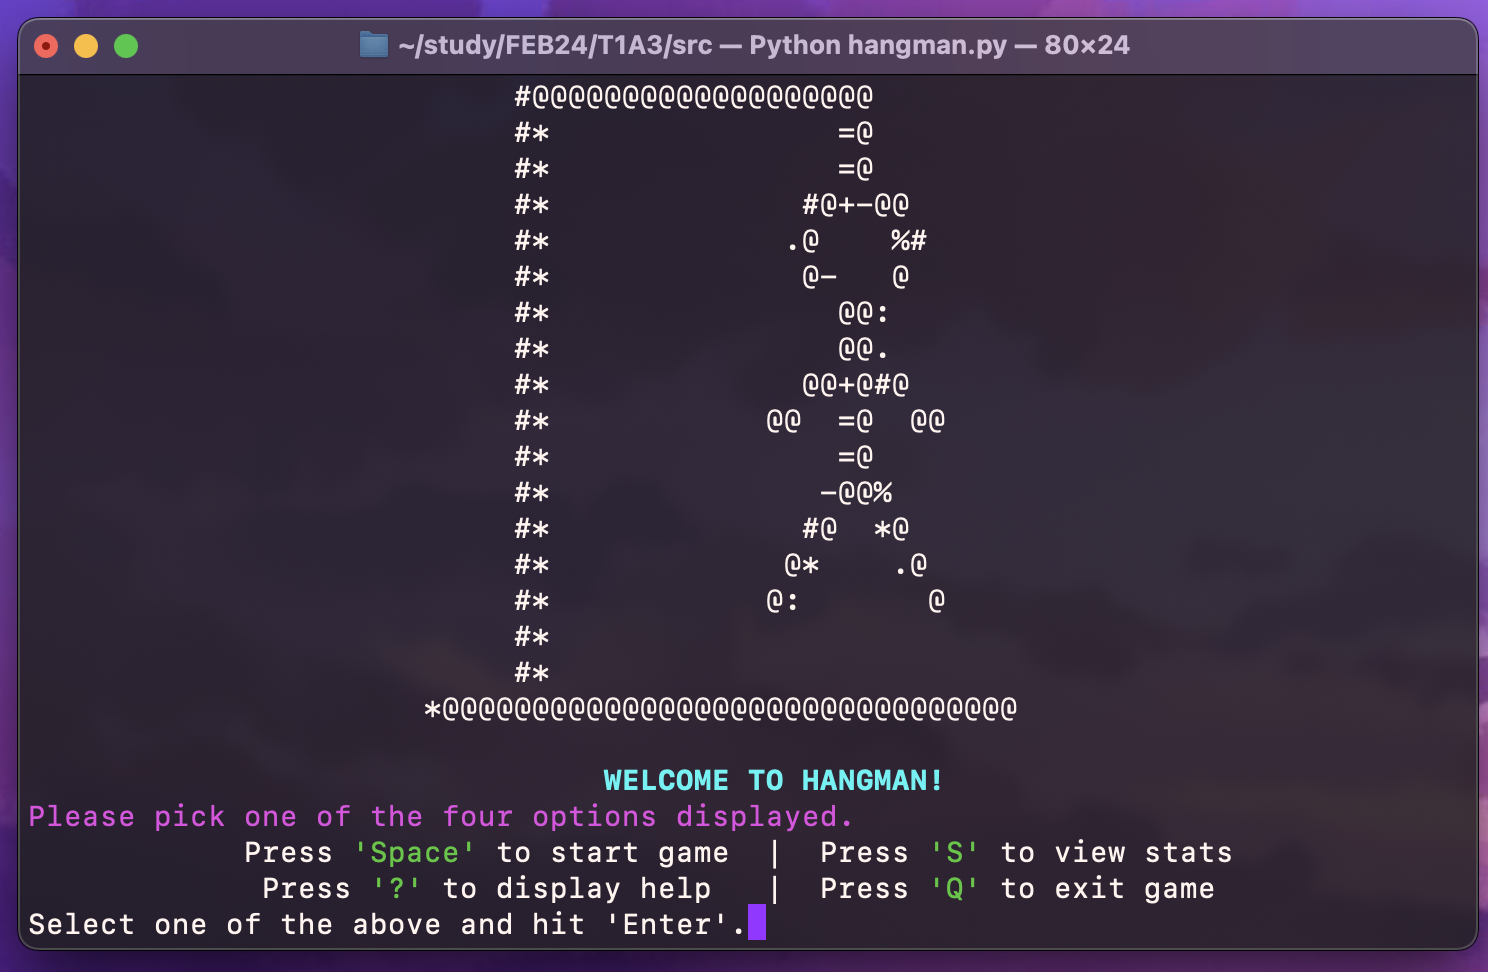 ~/study/FEB24/T1A3/src — Python hangman.py — 80×24
#@@@@@@@@@@@@@@@@@@@
#*                =@
#*                =@
#*              #@+-@@
#*             .@    %#
#*              @-   @
#*                @@:
#*                @@.
#*              @@+@#@
#*            @@  =@  @@
#*                =@
#*               -@@%
#*              #@  *@
#*             @*    .@
#*            @:       @
#*
#*
*@@@@@@@@@@@@@@@@@@@@@@@@@@@@@@@@
WELCOME TO HANGMAN!
Please pick one of the four options displayed.
Press 'Space' to start game  |  Press 'S' to view stats
Press '?' to display help   |  Press 'Q' to exit game
Select one of the above and hit 'Enter'.